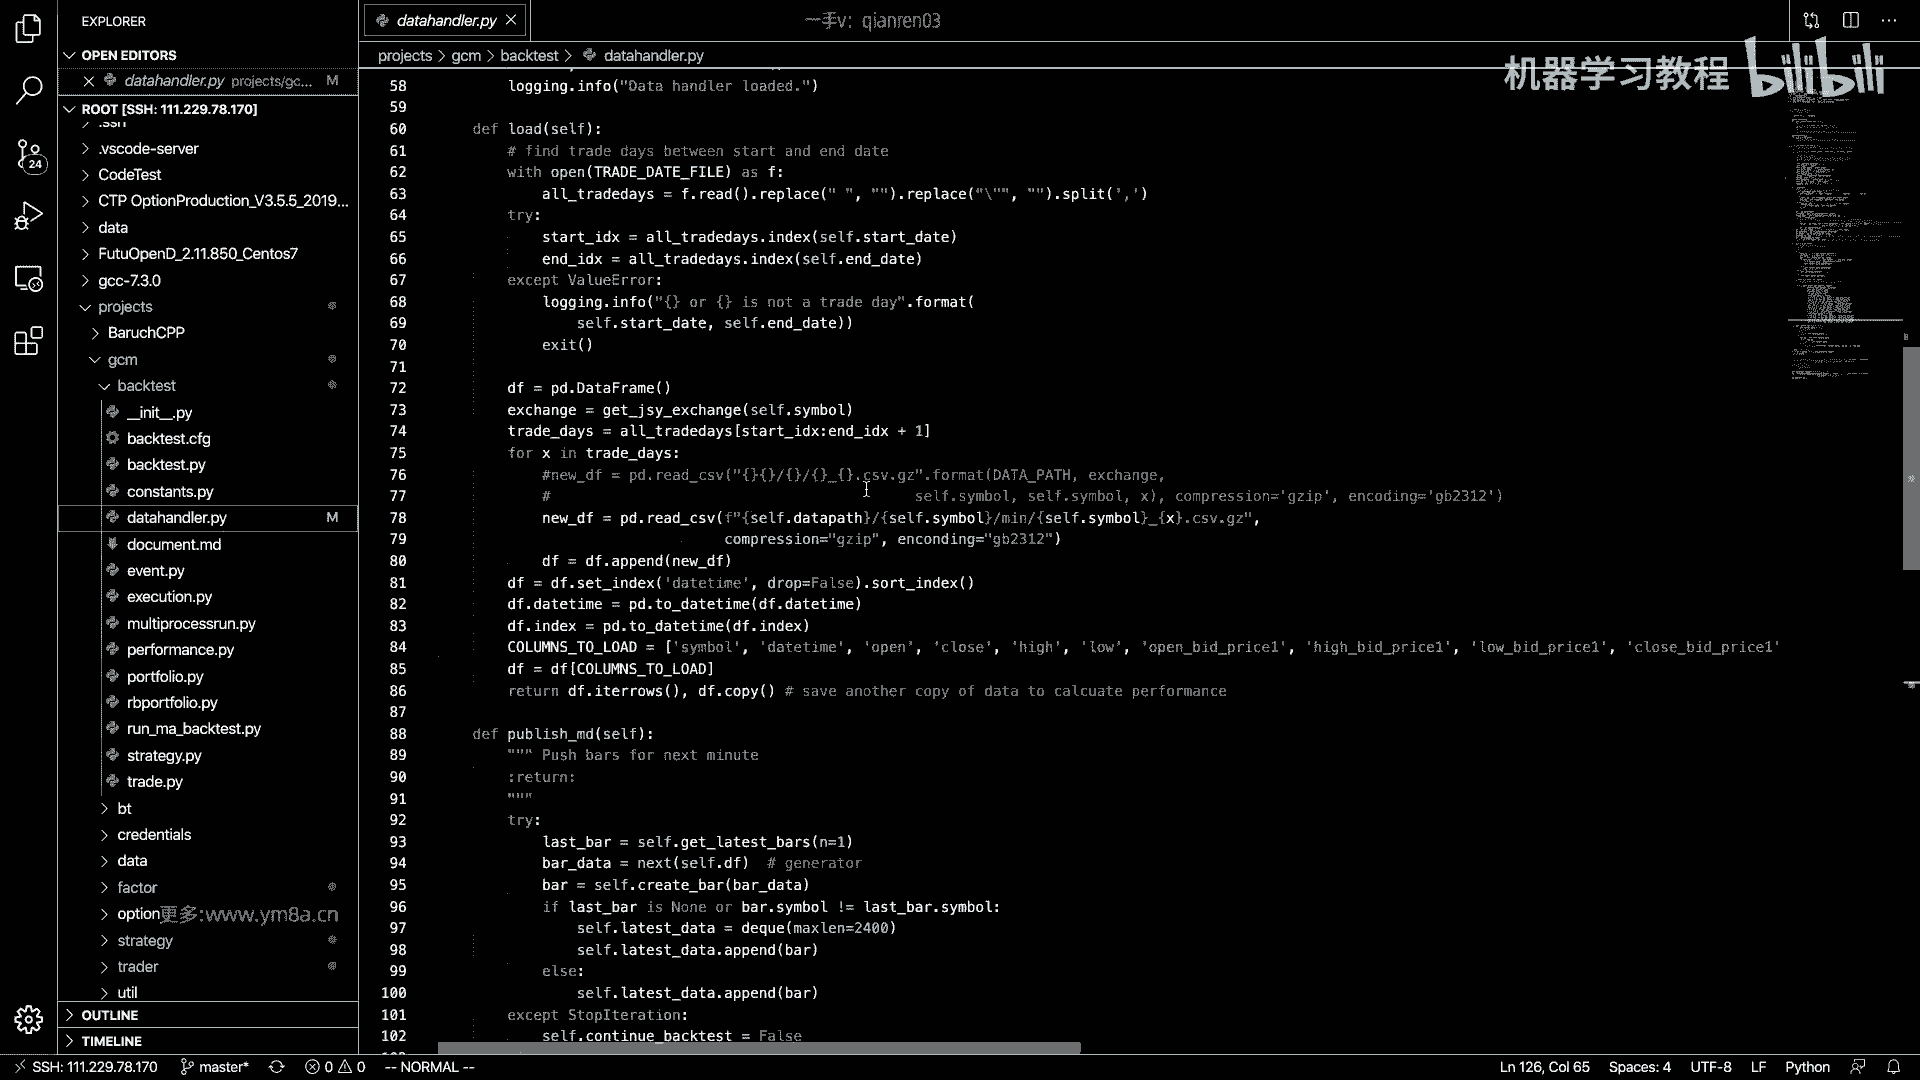 EXPLORER
OPEN EDITORS
datahandler.py projects/gc... M
ROOT [SSH: 111.229.78.170]
.ssh
.vscode-server
CodeTest
CTP OptionProduction_V3.5.5_2019...
data
FutuOpenD_2.11.850_Centos7
gcc-7.3.0
projects
BaruchCPP
gcm
backtest
__init__.py
backtest.cfg
backtest.py
constants.py
datahandler.py M
document.md
event.py
execution.py
multiprocessrun.py
performance.py
portfolio.py
rbportfolio.py
run_ma_backtest.py
strategy.py
trade.py
bt
credentials
data
factor
option更多:www.ym8a.cn
strategy
trader
util
OUTLINE
TIMELINE
24
datahandler.py
一手v: qianren03
projects > gcm > backtest > datahandler.py
机器学习教程 bilibili
58 logging.info("Data handler loaded.")
59
60 def load(self):
61 # find trade days between start and end date
62 with open(TRADE_DATE_FILE) as f:
63 all_tradedays = f.read().replace(" ", "").replace("\"", "").split(',')
64 try:
65 start_idx = all_tradedays.index(self.start_date)
66 end_idx = all_tradedays.index(self.end_date)
67 except ValueError:
68 logging.info("{} or {} is not a trade day".format(
69 self.start_date, self.end_date))
70 exit()
71
72 df = pd.DataFrame()
73 exchange = get_jsy_exchange(self.symbol)
74 trade_days = all_tradedays[start_idx:end_idx + 1]
75 for x in trade_days:
76 #new_df = pd.read_csv("{}{}/{}/{}_{}.csv.gz".format(DATA_PATH, exchange,
77 # self.symbol, self.symbol, x), compression='gzip', encoding='gb2312')
78 new_df = pd.read_csv(f"{self.datapath}/{self.symbol}/min/{self.symbol}_{x}.csv.gz",
79 compression="gzip", enconding="gb2312")
80 df = df.append(new_df)
81 df = df.set_index('datetime', drop=False).sort_index()
82 df.datetime = pd.to_datetime(df.datetime)
83 df.index = pd.to_datetime(df.index)
84 COLUMNS_TO_LOAD = ['symbol', 'datetime', 'open', 'close', 'high', 'low', 'open_bid_price1', 'high_bid_price1', 'low_bid_price1', 'close_bid_price1'
85 df = df[COLUMNS_TO_LOAD]
86 return df.iterrows(), df.copy() # save another copy of data to calcuate performance
87
88 def publish_md(self):
89 """ Push bars for next minute
90 :return:
91 """
92 try:
93 last_bar = self.get_latest_bars(n=1)
94 bar_data = next(self.df) # generator
95 bar = self.create_bar(bar_data)
96 if last_bar is None or bar.symbol != last_bar.symbol:
97 self.latest_data = deque(maxlen=2400)
98 self.latest_data.append(bar)
99 else:
100 self.latest_data.append(bar)
101 except StopIteration:
102 self.continue_backtest = False
SSH: 111.229.78.170 master* 0 0 -- NORMAL -- Ln 126, Col 65 Spaces: 4 UTF-8 LF Python